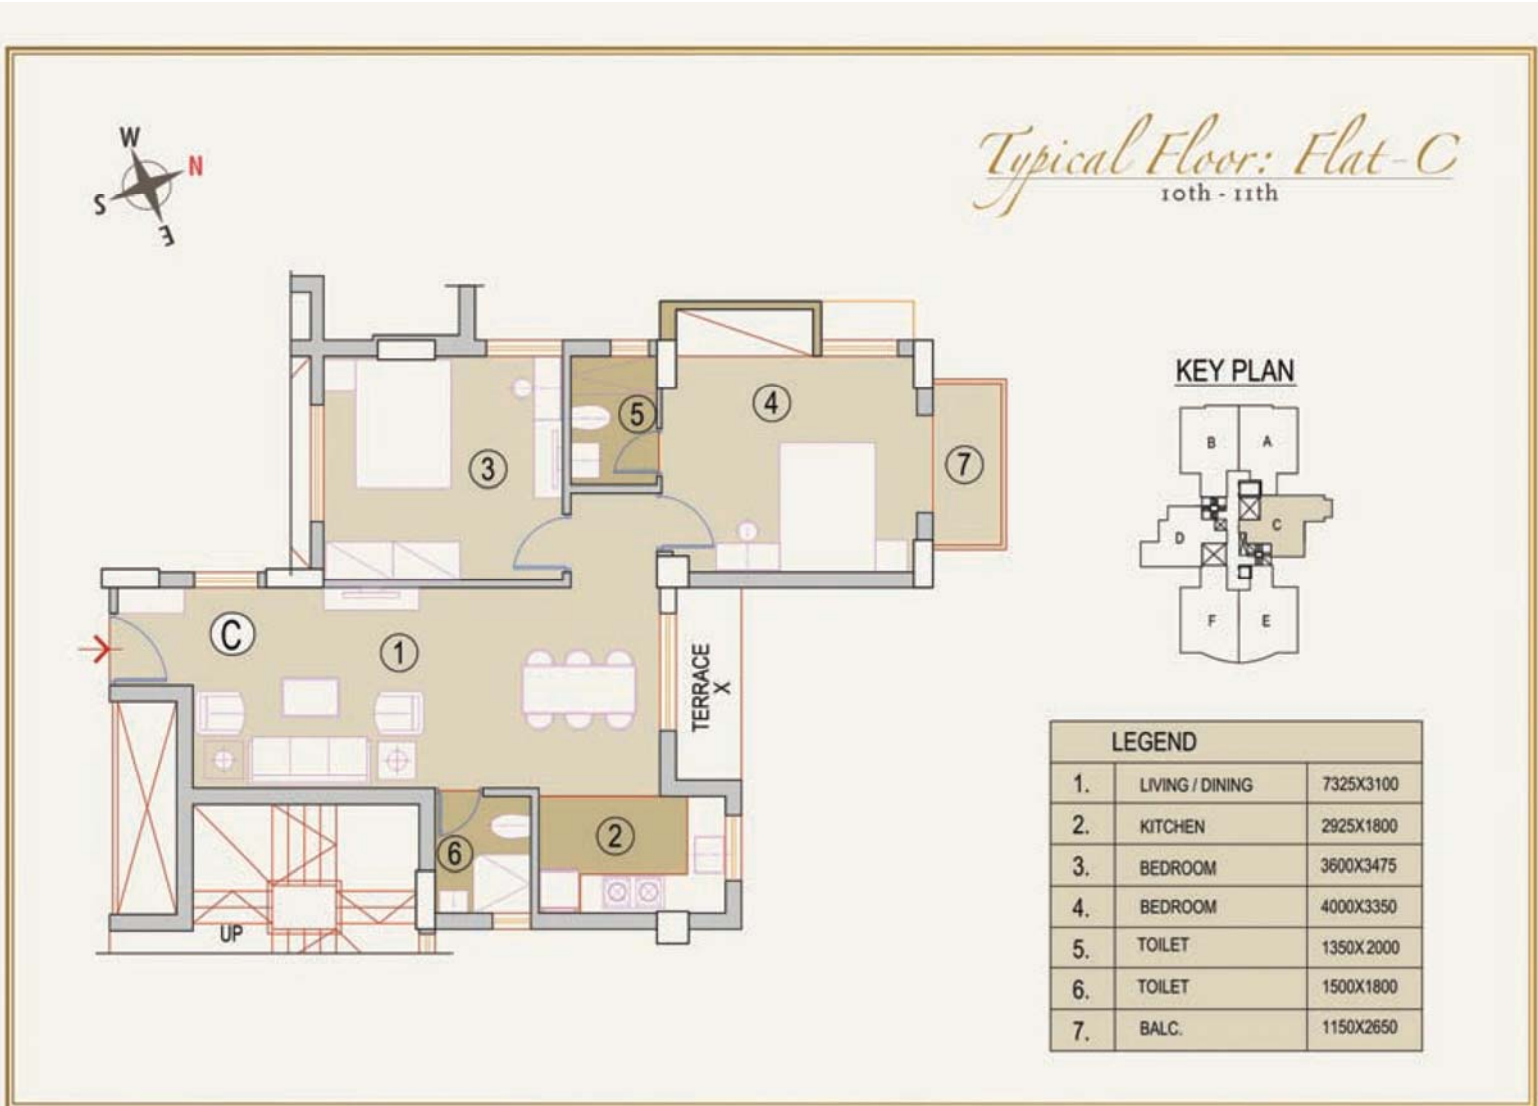 W
N
S
E
Typical Floor: Flat-C
10th - 11th
3
5
4
7
C
1
TERRACE
X
6
2
UP
KEY PLAN
B
A
D
C
F
E
LEGEND
1. LIVING / DINING 7325X3100
2. KITCHEN 2925X1800
3. BEDROOM 3600X3475
4. BEDROOM 4000X3350
5. TOILET 1350X2000
6. TOILET 1500X1800
7. BALC. 1150X2650